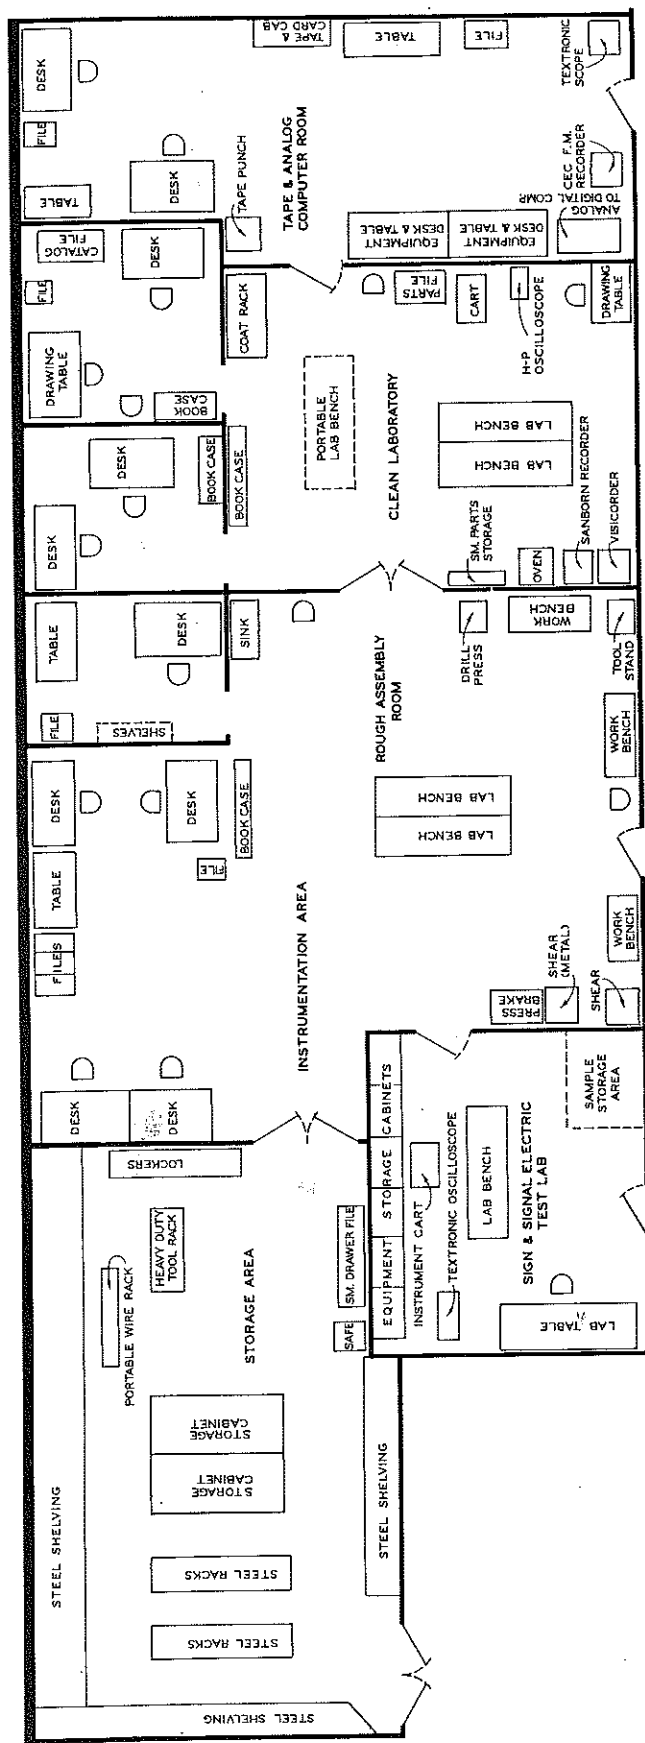 STEEL SHELVING
STEEL SHELVING
STEEL RACKS
STEEL RACKS
STORAGE
CABINET
STORAGE
CABINET
PORTABLE WIRE RACK
HEAVY DUTY
TOOL RACK
LOCKERS
STORAGE AREA
SAFE
SM. DRAWER FILE
STEEL SHELVING
DESK
DESK
FILES
TABLE
DESK
DESK
FILE
BOOK CASE
INSTRUMENTATION AREA
EQUIPMENT STORAGE CABINETS
INSTRUMENT CART
TEXTRONIC OSCILLOSCOPE
LAB BENCH
SIGN & SIGNAL ELECTRIC
TEST LAB
LAB TABLE
SAMPLE
STORAGE
AREA
PRESS
BRAKE
SHEAR
(METAL)
SHEAR
WORK
BENCH
LAB BENCH
LAB BENCH
WORK
BENCH
ROUGH ASSEMBLY
ROOM
DRILL
PRESS
WORK
BENCH
TOOL
STAND
FILE
TABLE
SHELVES
DESK
SINK
DESK
DESK
BOOK CASE
BOOK CASE
DRAWING
TABLE
FILE
CATALOG
FILE
DESK
BOOK
CASE
COAT RACK
PORTABLE
LAB BENCH
CLEAN LABORATORY
SM. PARTS
STORAGE
OVEN
SANBORN RECORDER
VISICORDER
LAB BENCH
LAB BENCH
PARTS
FILE
CART
H-P
OSCILLOSCOPE
DRAWING
TABLE
TABLE
FILE
DESK
DESK
TAPE PUNCH
TAPE & ANALOG
COMPUTER ROOM
EQUIPMENT
DESK & TABLE
EQUIPMENT
DESK & TABLE
ANALOG
TO DIGITAL COMP.
CEC F.M.
RECORDER
TAPE &
CARD CAB
TABLE
FILE
TEXTRONIC
SCOPE